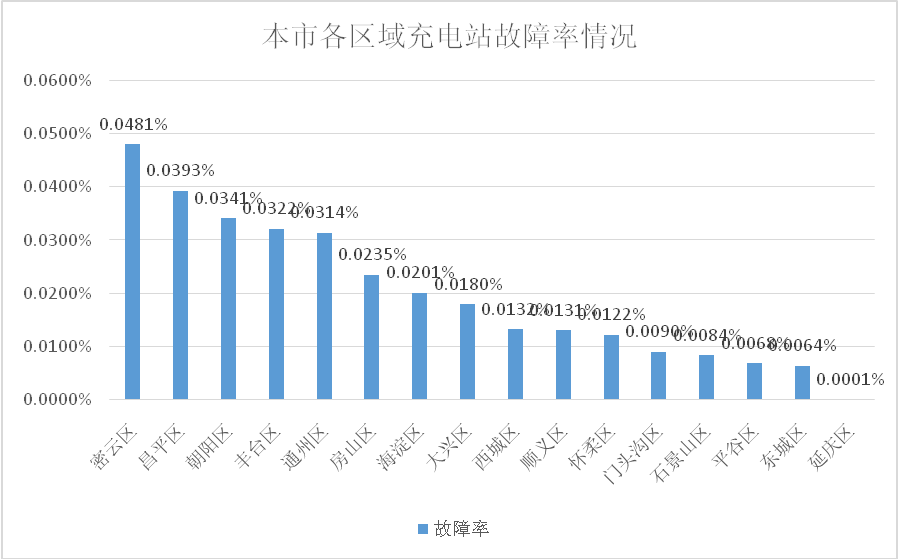 本市各区域充电站故障率情况
0.0600%
0.0500%
0.0400%
0.0300%
0.0200%
0.0100%
0.0000%
0.0481%
0.0393%
0.0341%
0.0322%
0.0314%
0.0235%
0.0201%
0.0180%
0.0132%
0.0131%
0.0122%
0.0090%
0.0084%
0.0068%
0.0064%
0.0001%
密云区
昌平区
朝阳区
丰台区
通州区
房山区
海淀区
大兴区
西城区
顺义区
怀柔区
门头沟区
石景山区
平谷区
东城区
延庆区
故障率